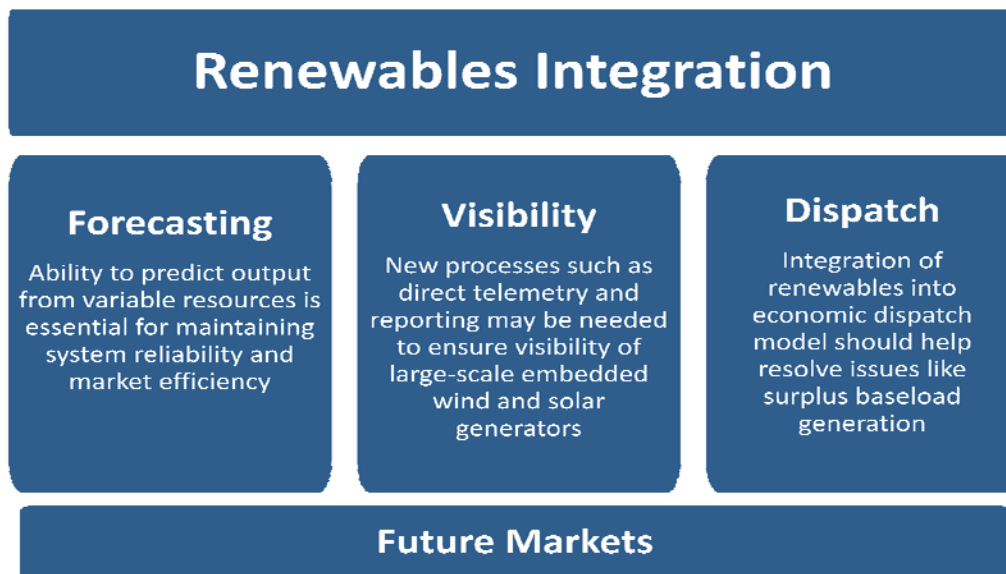 Renewables Integration
Forecasting
Ability to predict output
from variable resources is
essential for maintaining
system reliability and
market efficiency
Visibility
New processes such as
direct telemetry and
reporting may be needed
to ensure visibility of
large-scale embedded
wind and solar
generators
Dispatch
Integration of
renewables into
economic dispatch
model should help
resolve issues like
surplus baseload
generation
Future Markets